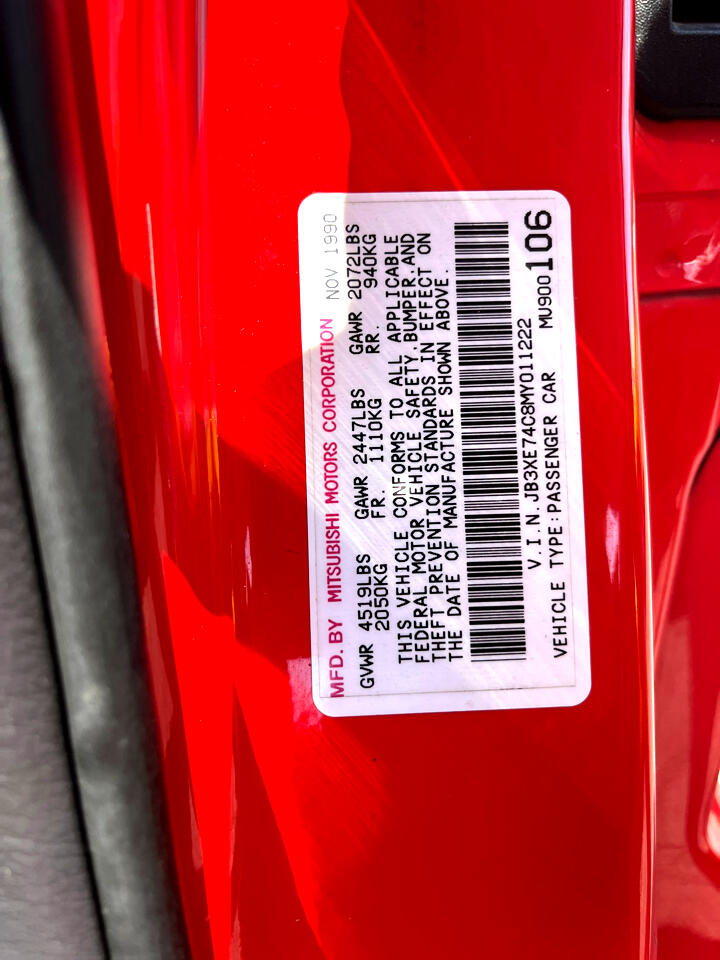 MFD. BY MITSUBISHI MOTORS CORPORATION NOV 1990
GVWR 4519LBS GAWR 2447LBS GAWR 2072LBS
2050KG FR. 1110KG RR. 940KG
THIS VEHICLE CONFORMS TO ALL APPLICABLE
FEDERAL MOTOR VEHICLE SAFETY, BUMPER, AND
THEFT PREVENTION STANDARDS IN EFFECT ON
THE DATE OF MANUFACTURE SHOWN ABOVE.
V.I.N. JB3XE74C8MY011222
VEHICLE TYPE:PASSENGER CAR MU900106